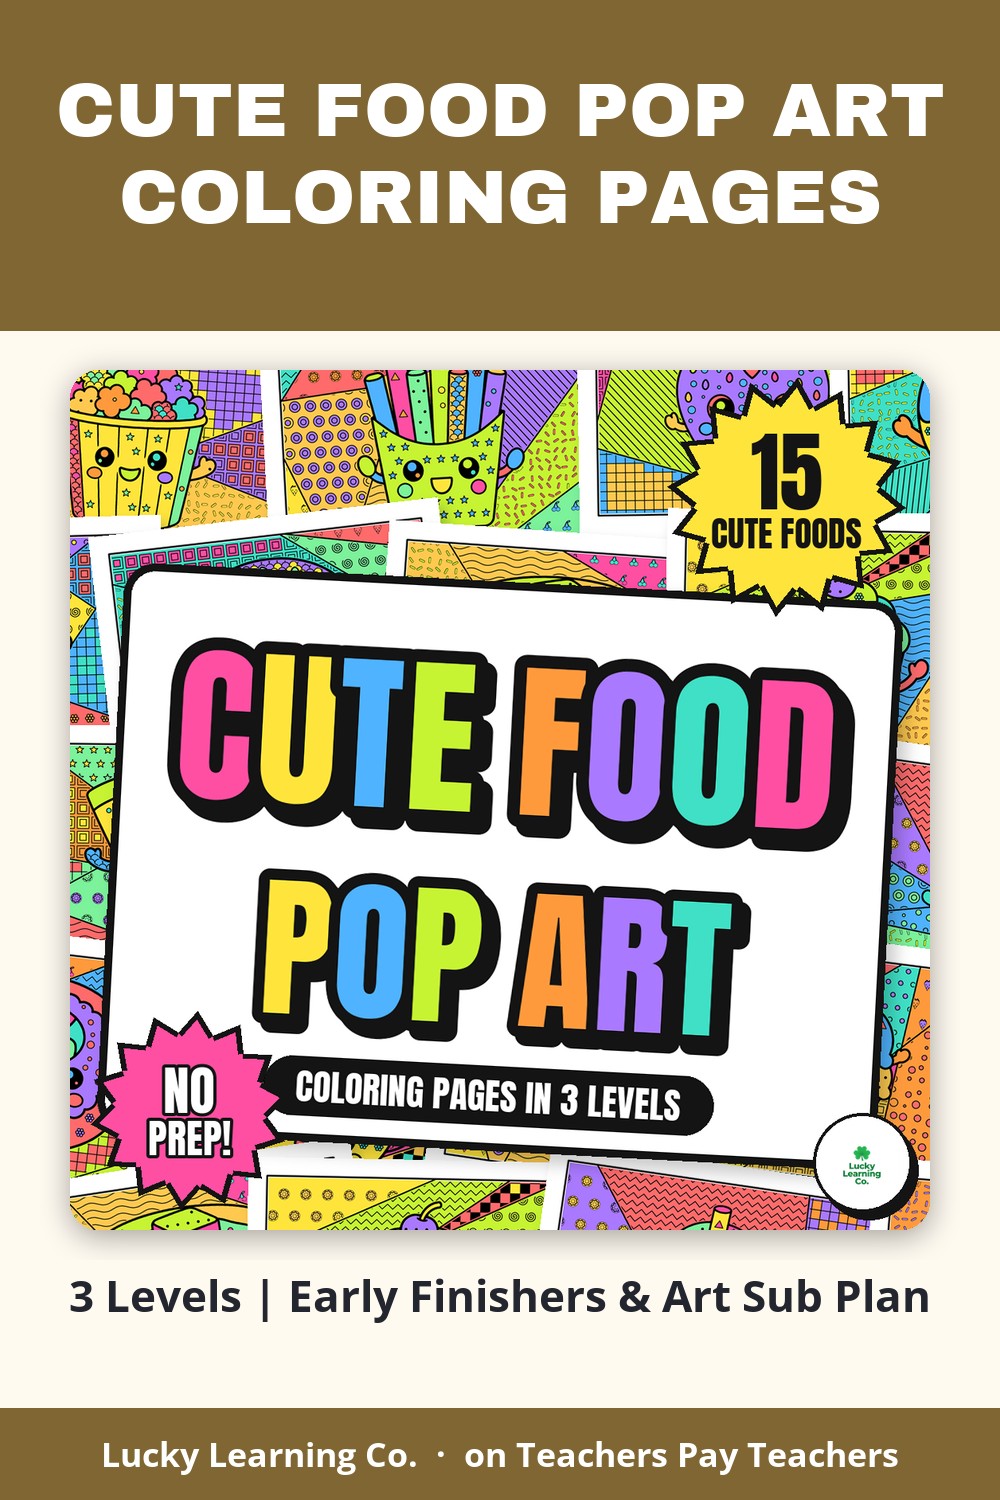 CUTE FOOD POP ART
COLORING PAGES
15
CUTE FOODS
CUTE FOOD
POP ART
COLORING PAGES IN 3 LEVELS
NO
PREP!
Lucky
Learning
Co.
3 Levels | Early Finishers & Art Sub Plan
Lucky Learning Co. · on Teachers Pay Teachers